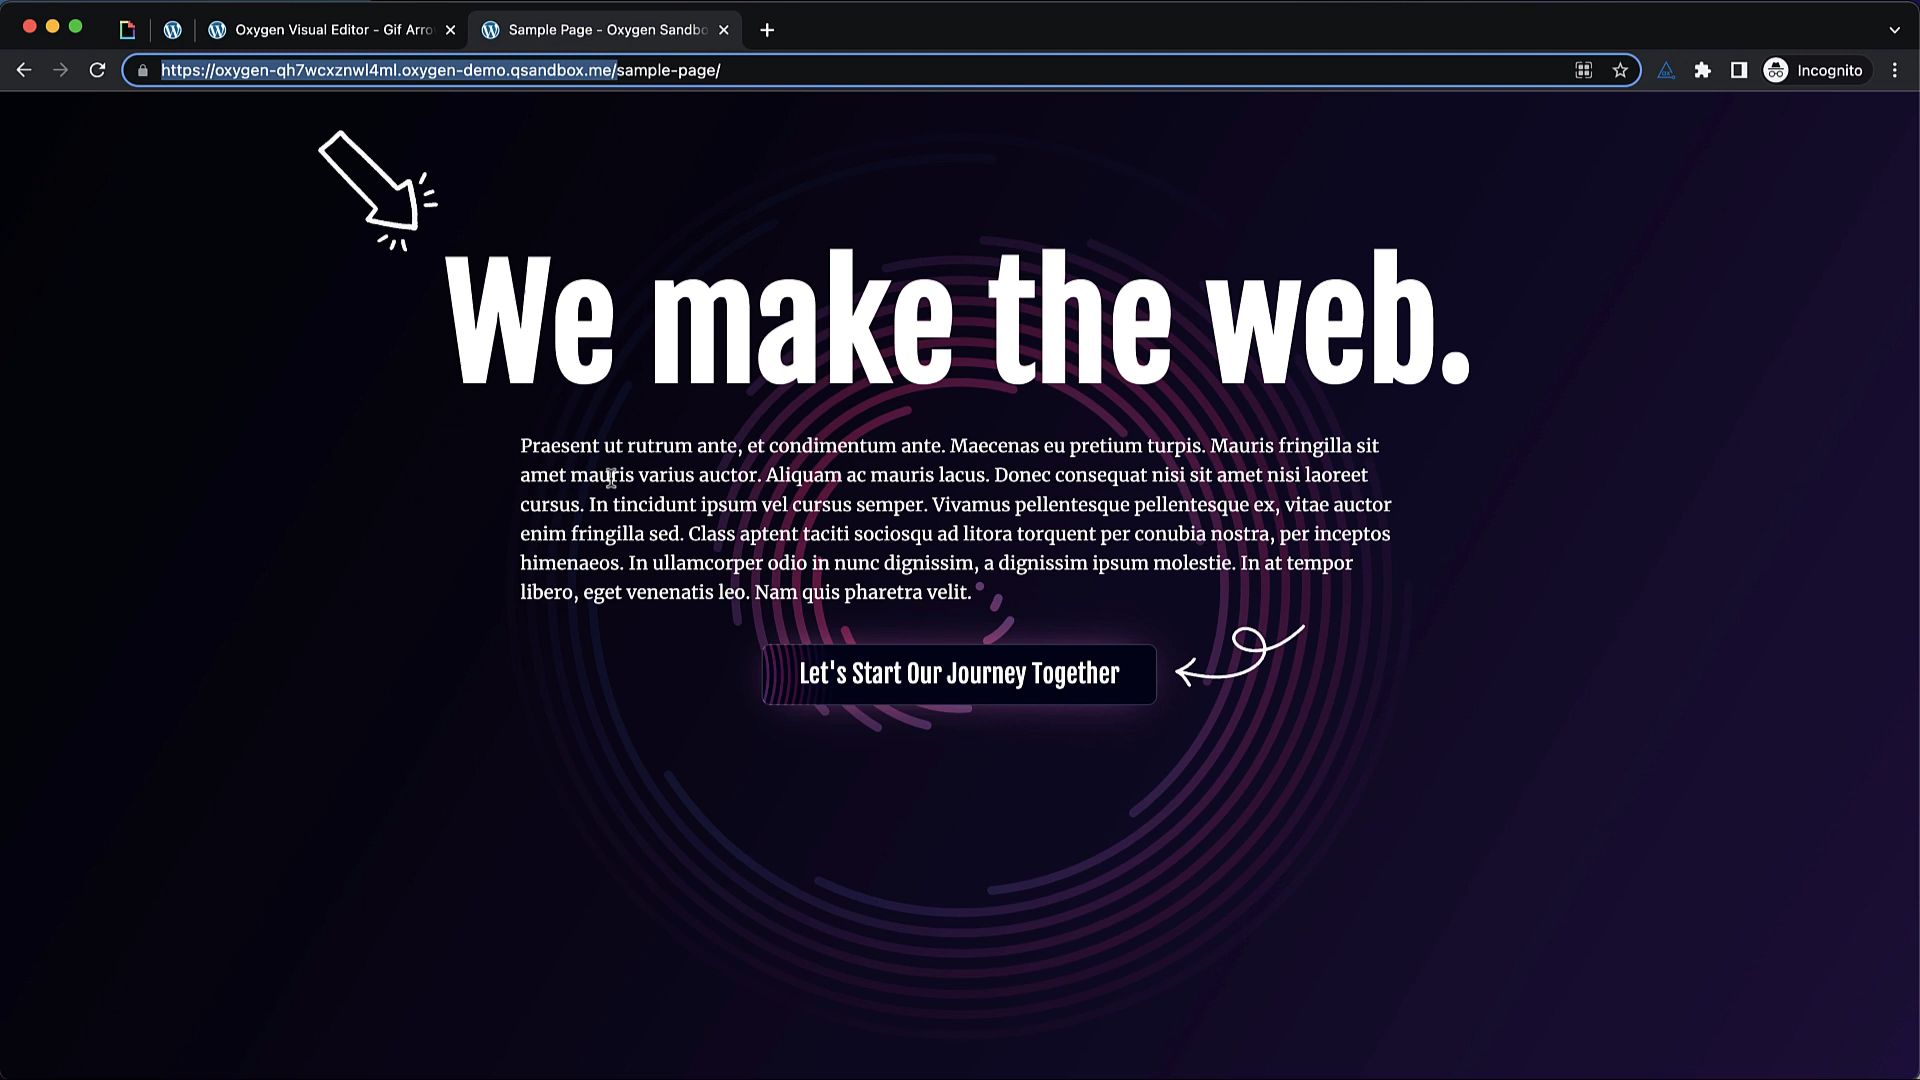 Oxygen Visual Editor - Gif Arro
Sample Page - Oxygen Sandbo
https://oxygen-qh7wcxznwl4ml.oxygen-demo.qsandbox.me/sample-page/
Incognito
We make the web.
Praesent ut rutrum ante, et condimentum ante. Maecenas eu pretium turpis. Mauris fringilla sit
amet mauris varius auctor. Aliquam ac mauris lacus. Donec consequat nisi sit amet nisi laoreet
cursus. In tincidunt ipsum vel cursus semper. Vivamus pellentesque pellentesque ex, vitae auctor
enim fringilla sed. Class aptent taciti sociosqu ad litora torquent per conubia nostra, per inceptos
himenaeos. In ullamcorper odio in nunc dignissim, a dignissim ipsum molestie. In at tempor
libero, eget venenatis leo. Nam quis pharetra velit.
Let's Start Our Journey Together